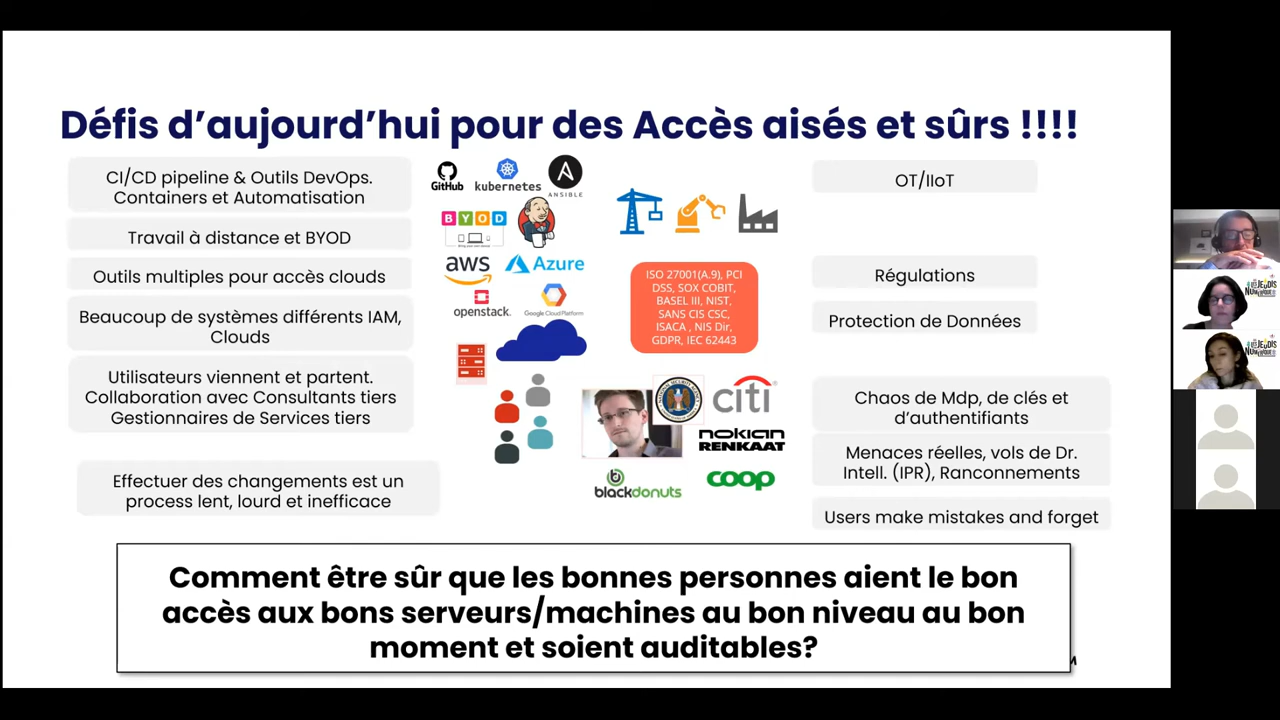 Défis d’aujourd’hui pour des Accès aisés et sûrs !!!!
CI/CD pipeline & Outils DevOps.
Containers et Automatisation
Travail à distance et BYOD
Outils multiples pour accès clouds
Beaucoup de systèmes différents IAM,
Clouds
Utilisateurs viennent et partent.
Collaboration avec Consultants tiers
Gestionnaires de Services tiers
Effectuer des changements est un
process lent, lourd et inefficace
GitHub
kubernetes
ANSIBLE
BYOD
aws
Azure
openstack.
Google Cloud Platform
ISO 27001(A.9), PCI
DSS, SOX COBIT,
BASEL III, NIST,
SANS CIS CSC,
ISACA , NIS Dir,
GDPR, IEC 62443
citi
nokian
RENKAAT
blackdonuts
coop
OT/IIoT
Régulations
Protection de Données
Chaos de Mdp, de clés et
d’authentifiants
Menaces réelles, vols de Dr.
Intell. (IPR), Ranconnements
Users make mistakes and forget
Comment être sûr que les bonnes personnes aient le bon
accès aux bons serveurs/machines au bon niveau au bon
moment et soient auditables?